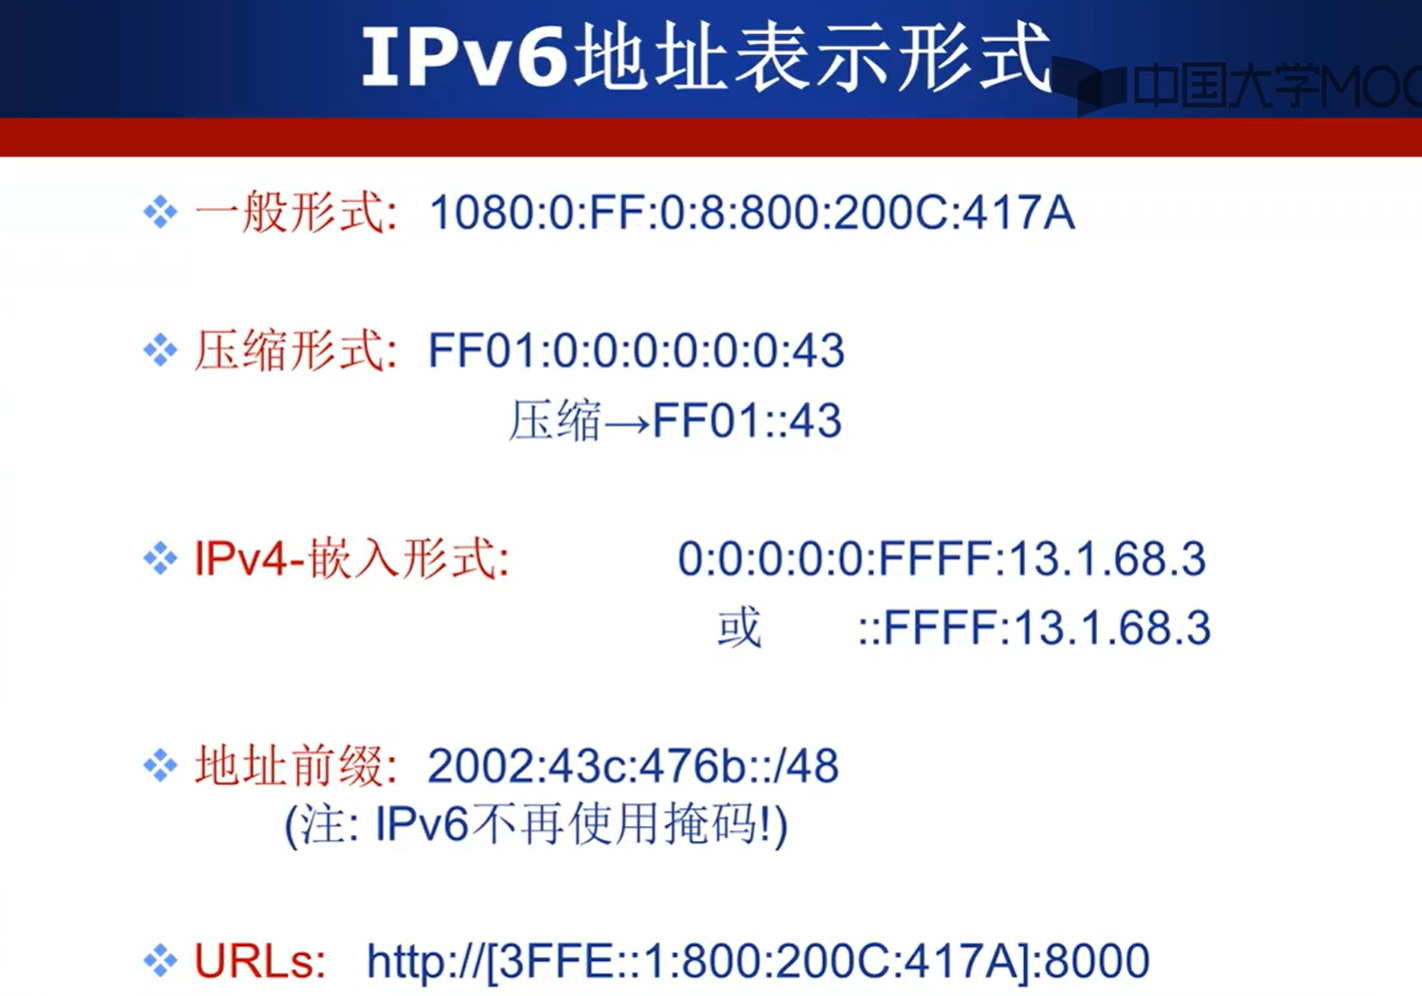 IPv6地址表示形式
中国大学MOO
一般形式: 1080:0:FF:0:8:800:200C:417A
压缩形式: FF01:0:0:0:0:0:0:43
压缩→FF01::43
IPv4-嵌入形式: 0:0:0:0:0:FFFF:13.1.68.3
或 ::FFFF:13.1.68.3
地址前缀: 2002:43c:476b::/48
(注: IPv6不再使用掩码!)
URLs: http://[3FFE::1:800:200C:417A]:8000